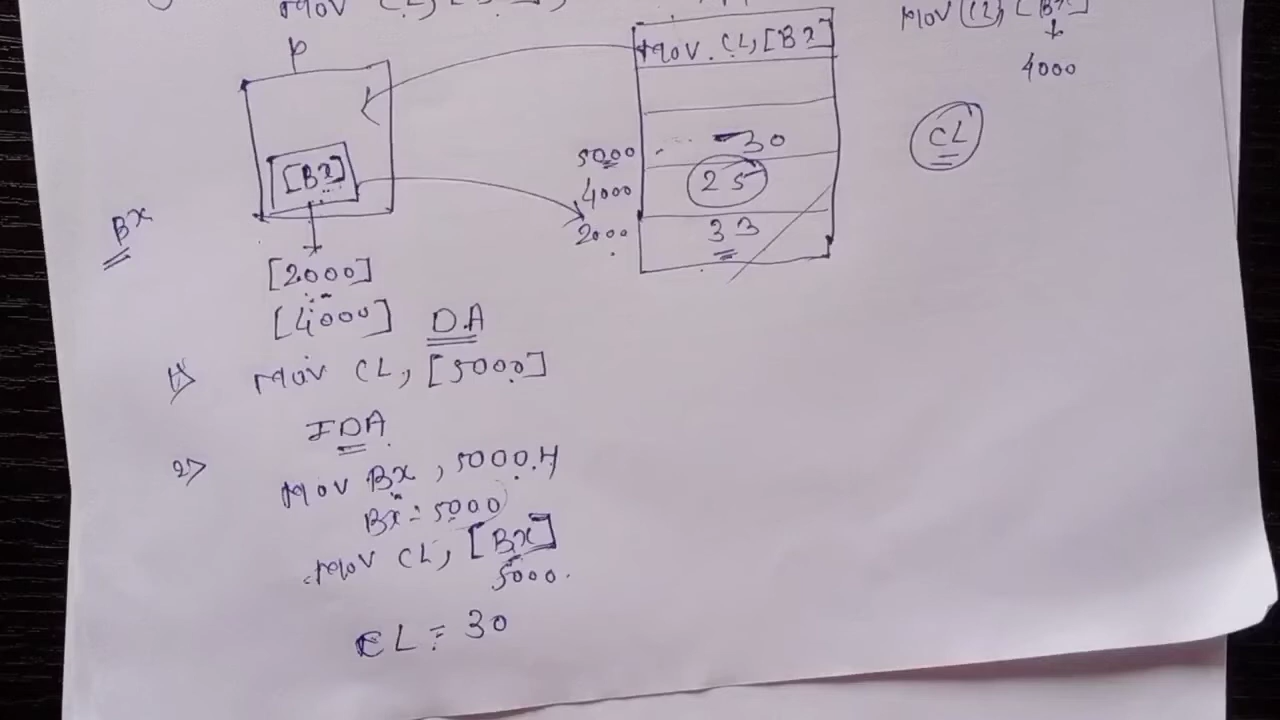 MOV CL, [
P
MOV CL, [BX]
MOV CL, [BX]
4000
CL
5000 30
[BX]
4000 25
BX
2000 33
[2000]
[4000] DA
1) MOV CL, [5000]
IDA
2) MOV BX, 5000.H
BX = 5000
MOV CL, [BX]
5000.
CL = 30